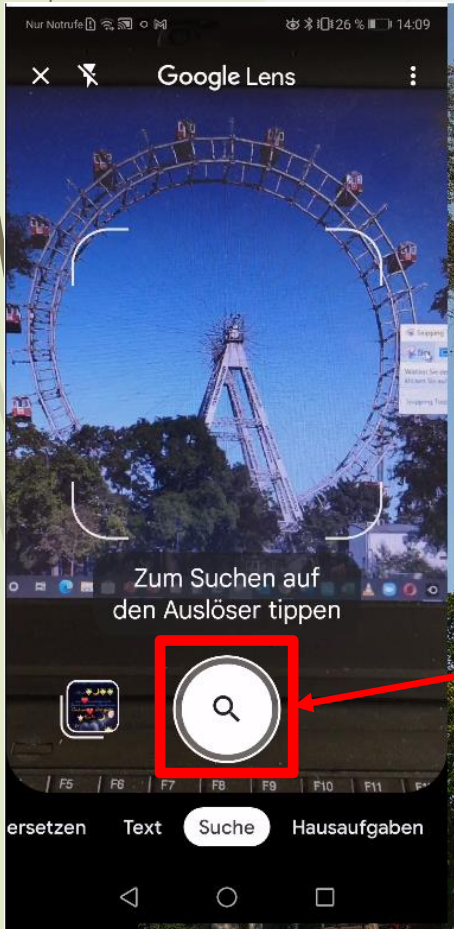 Nur Notrufe 26 % 14:09
Google Lens
Snipping
Zum Suchen auf
den Auslöser tippen
F5 F6 F7 F8 F9 F10 F11
ersetzen Text Suche Hausaufgaben